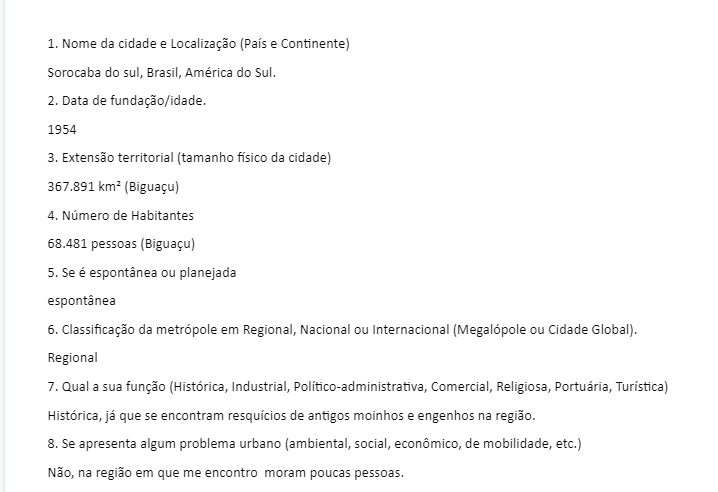 1. Nome da cidade e Localização (País e Continente)
Sorocaba do sul, Brasil, América do Sul.
2. Data de fundação/idade.
1954
3. Extensão territorial (tamanho físico da cidade)
367.891 km² (Biguaçu)
4. Número de Habitantes
68.481 pessoas (Biguaçu)
5. Se é espontânea ou planejada
espontânea
6. Classificação da metrópole em Regional, Nacional ou Internacional (Megalópole ou Cidade Global).
Regional
7. Qual a sua função (Histórica, Industrial, Político-administrativa, Comercial, Religiosa, Portuária, Turística)
Histórica, já que se encontram resquícios de antigos moinhos e engenhos na região.
8. Se apresenta algum problema urbano (ambiental, social, econômico, de mobilidade, etc.)
Não, na região em que me encontro  moram poucas pessoas.